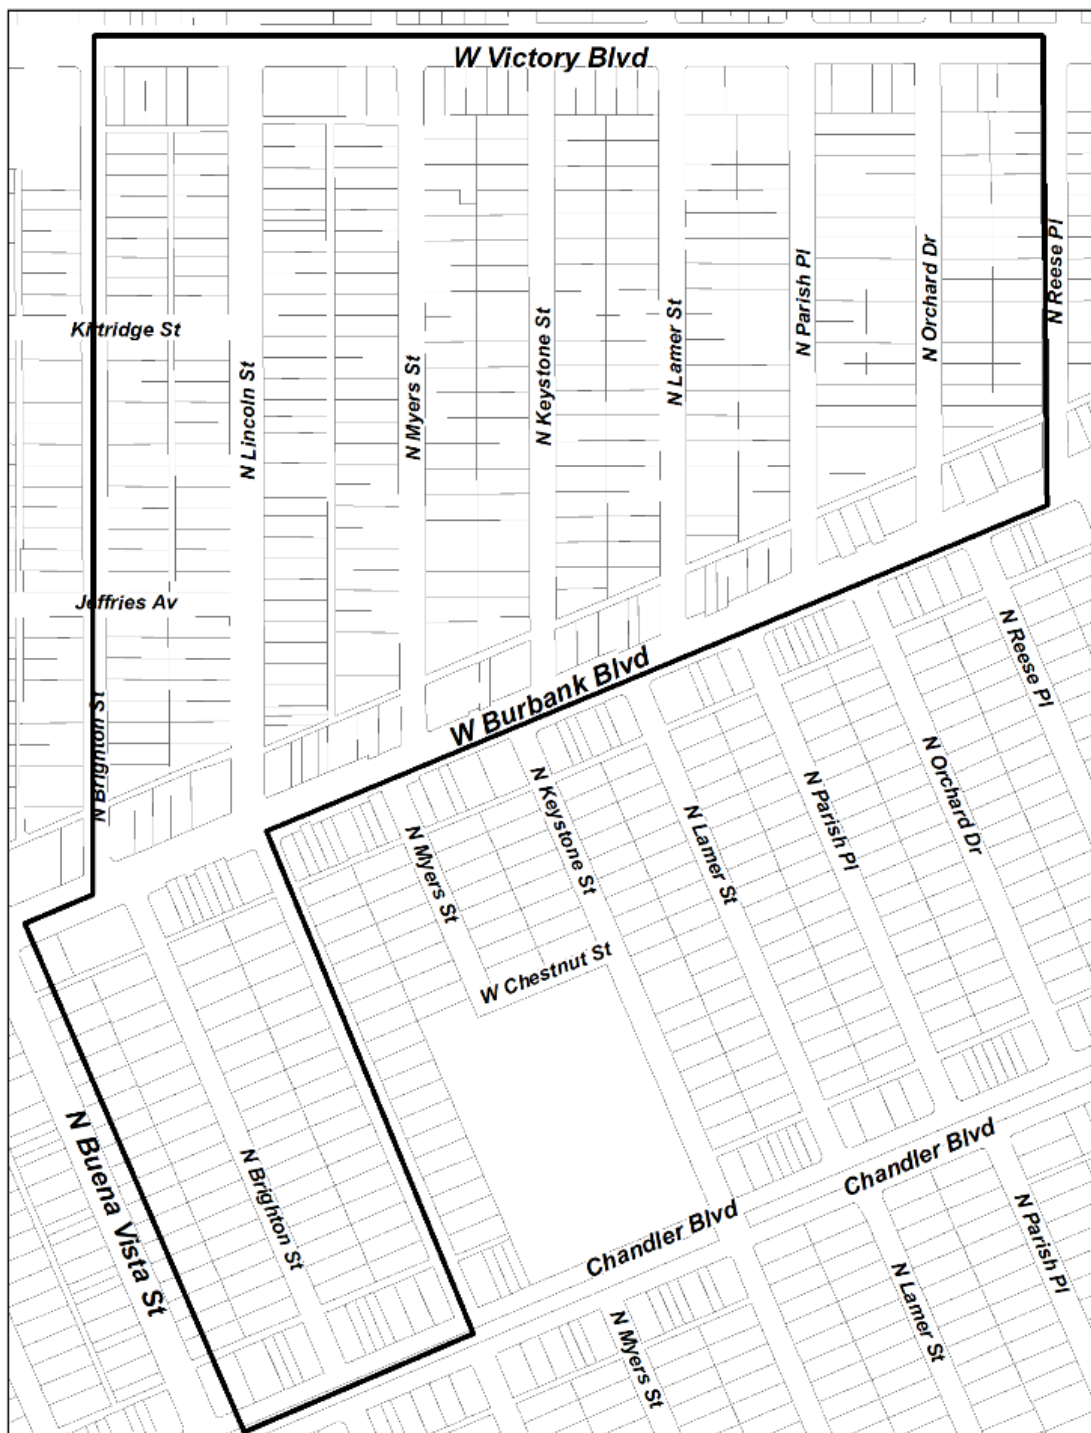 W Victory Blvd
N Reese Pl
N Orchard Dr
N Parish Pl
N Lamer St
N Keystone St
Kittridge St
N Myers St
N Lincoln St
Jeffries Av
N Reese Pl
W Burbank Blvd
N Brighton St
N Orchard Dr
N Keystone St
N Parish Pl
N Lamer St
N Myers St
W Chestnut St
N Buena Vista St
Chandler Blvd
N Brighton St
Chandler Blvd
N Parish Pl
N Lamer St
N Myers St